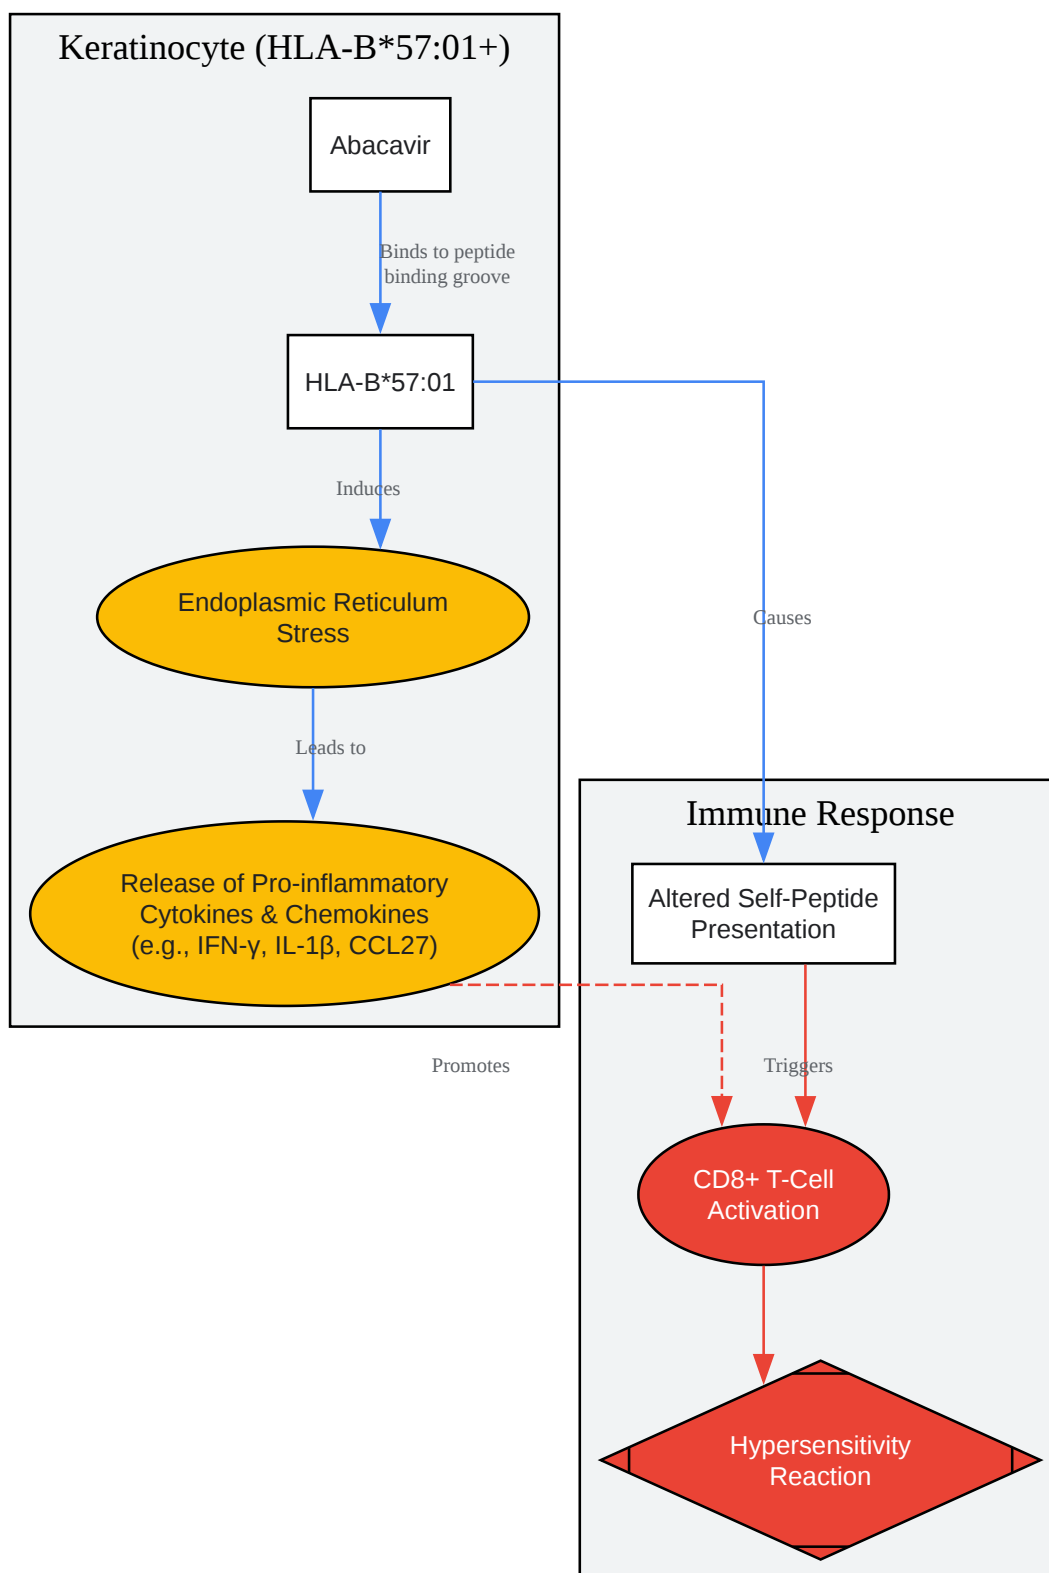 Keratinocyte (HLA-B*57:01+)
Abacavir
Binds to peptide
binding groove
HLA-B*57:01
Induces
Endoplasmic Reticulum
Stress
Causes
Leads to
Immune Response
Release of Pro-inflammatory
Cytokines & Chemokines
(e.g., IFN-γ, IL-1β, CCL27)
Altered Self-Peptide
Presentation
Promotes
Triggers
CD8+ T-Cell
Activation
Hypersensitivity
Reaction